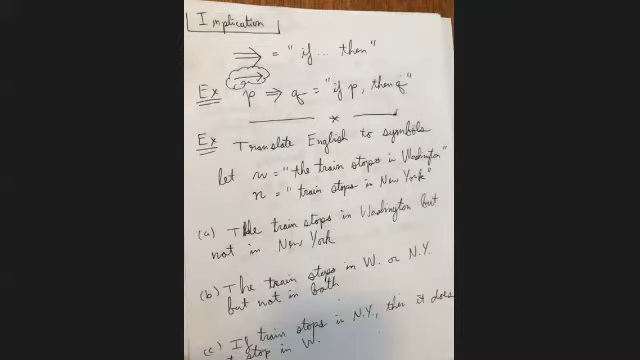 Implication
⇒ = "if ... then"
→
Ex p ⇒ q = "if p, then q"
Ex Translate English to symbols
let w = "the train stops in Washington"
n = "train stops in New York"
(a) The train stops in Washington but
not in New York
(b) The train stops in W. or N.Y.
but not in both
(c) If train stops in N.Y., then it does
stop in W.